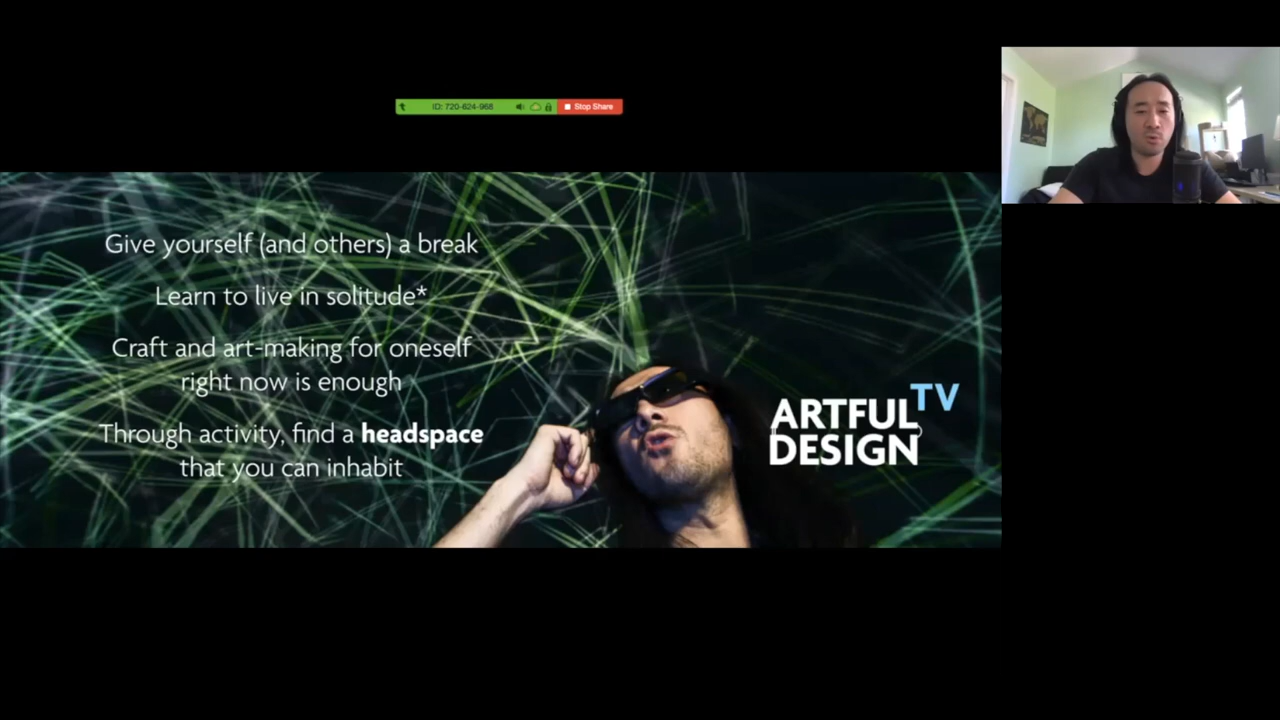 ID: 720-624-968
Stop Share
Give yourself (and others) a break
Learn to live in solitude*
Craft and art-making for oneself
right now is enough
Through activity, find a headspace
that you can inhabit
ARTFUL TV
DESIGN